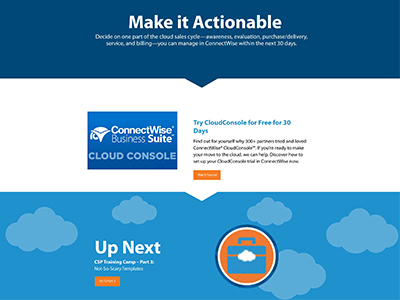 Make it Actionable
Decide on one part of the cloud sales cycle—awareness, evaluation, purchase/delivery,
service, and billing—you can manage in ConnectWise within the next 30 days.
ConnectWise®
Business Suite™
CLOUD CONSOLE
Try CloudConsole for Free for 30
Days
Find out for yourself why 300+ partners tried and loved
ConnectWise® CloudConsole™. If you're ready to make
your move to the cloud, we can help. Discover how to
set up your CloudConsole trial in ConnectWise now.
Up Next
CSP Training Camp – Part 3:
Not-So-Scary Templates